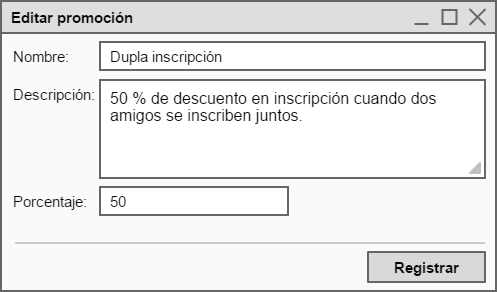 Editar promoción
Nombre: Dupla inscripción
Descripción: 50 % de descuento en inscripción cuando dos
amigos se inscriben juntos.
Porcentaje: 50
Registrar